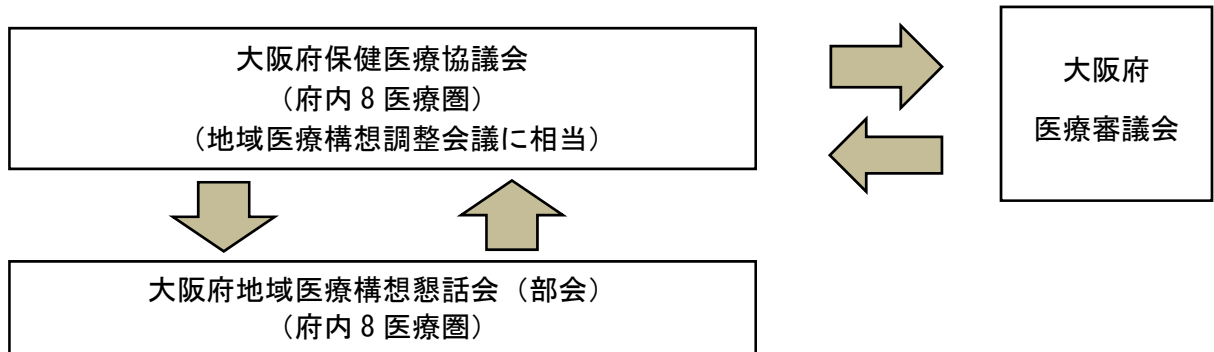 大阪府保健医療協議会
（府内８医療圏）
（地域医療構想調整会議に相当）
大阪府
医療審議会
大阪府地域医療構想懇話会（部会）
（府内８医療圏）